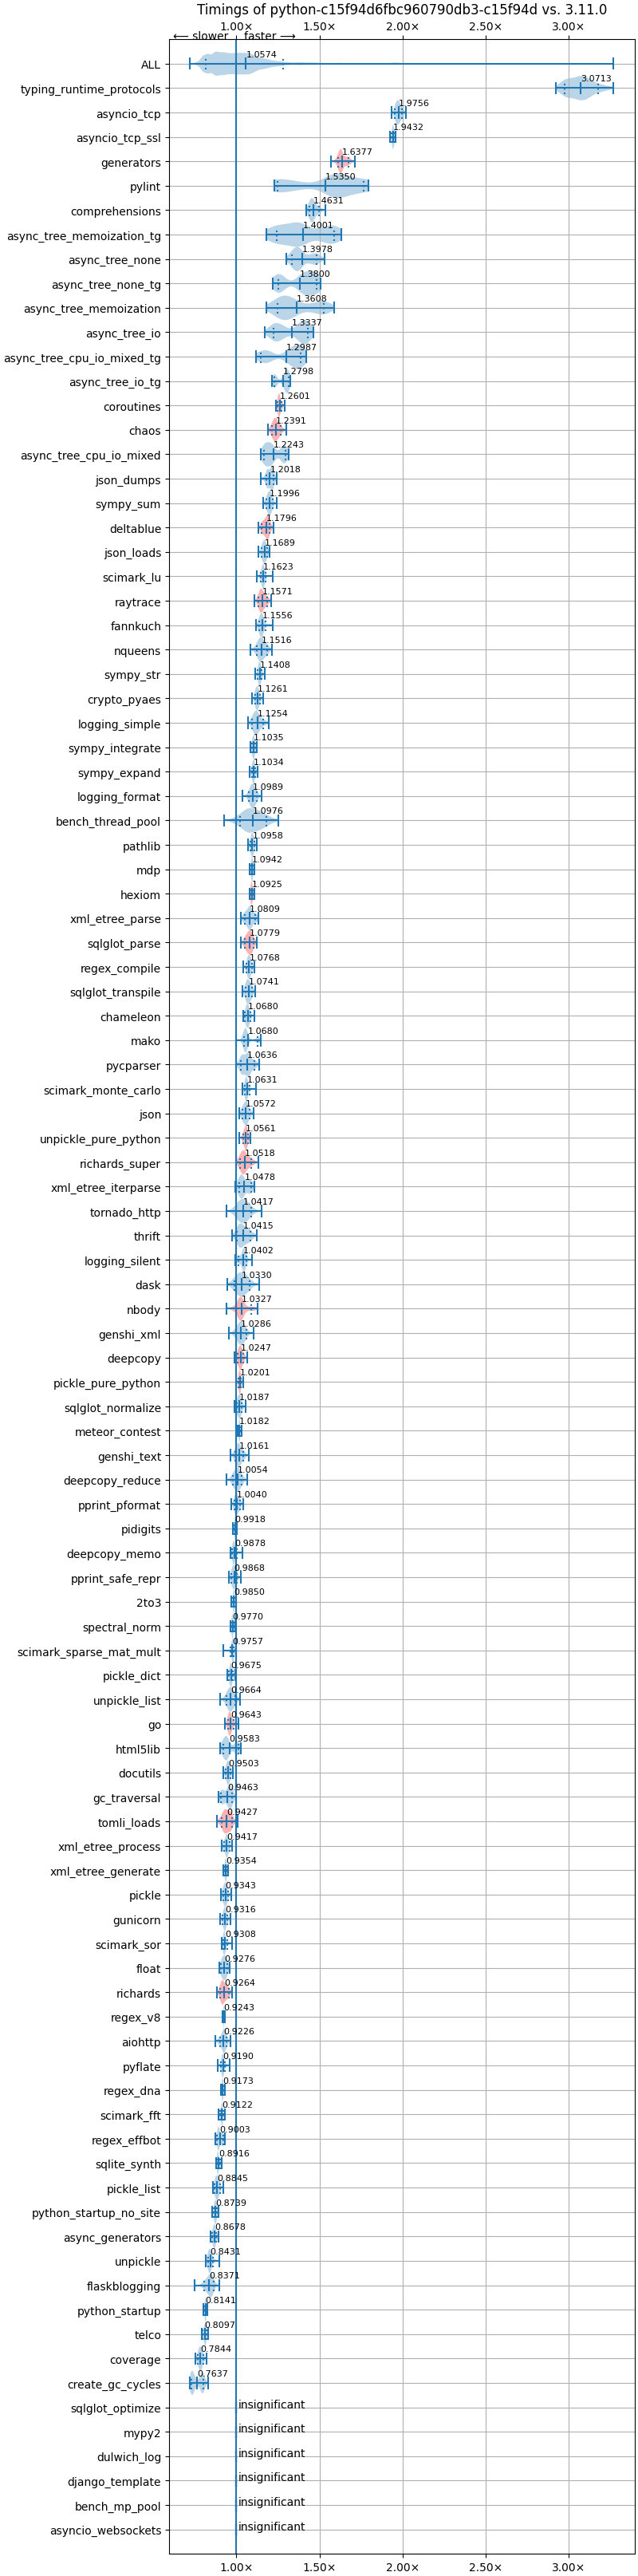 Timings of python-c15f94d6fbc960790db3-c15f94d vs. 3.11.0
1.00× 1.50× 2.00× 2.50× 3.00×
⟵ slower faster ⟶
ALL 1.0574
typing_runtime_protocols 3.0713
asyncio_tcp 1.9756
asyncio_tcp_ssl 1.9432
generators 1.6377
pylint 1.5350
comprehensions 1.4631
async_tree_memoization_tg 1.4001
async_tree_none 1.3978
async_tree_none_tg 1.3800
async_tree_memoization 1.3608
async_tree_io 1.3337
async_tree_cpu_io_mixed_tg 1.2987
async_tree_io_tg 1.2798
coroutines 1.2601
chaos 1.2391
async_tree_cpu_io_mixed 1.2243
json_dumps 1.2018
sympy_sum 1.1996
deltablue 1.1796
json_loads 1.1689
scimark_lu 1.1623
raytrace 1.1571
fannkuch 1.1556
nqueens 1.1516
sympy_str 1.1408
crypto_pyaes 1.1261
logging_simple 1.1254
sympy_integrate 1.1035
sympy_expand 1.1034
logging_format 1.0989
bench_thread_pool 1.0976
pathlib 1.0958
mdp 1.0942
hexiom 1.0925
xml_etree_parse 1.0809
sqlglot_parse 1.0779
regex_compile 1.0768
sqlglot_transpile 1.0741
chameleon 1.0680
mako 1.0680
pycparser 1.0636
scimark_monte_carlo 1.0631
json 1.0572
unpickle_pure_python 1.0561
richards_super 1.0518
xml_etree_iterparse 1.0478
tornado_http 1.0417
thrift 1.0415
logging_silent 1.0402
dask 1.0330
nbody 1.0327
genshi_xml 1.0286
deepcopy 1.0247
pickle_pure_python 1.0201
sqlglot_normalize 1.0187
meteor_contest 1.0182
genshi_text 1.0161
deepcopy_reduce 1.0054
pprint_pformat 1.0040
pidigits 0.9918
deepcopy_memo 0.9878
pprint_safe_repr 0.9868
2to3 0.9850
spectral_norm 0.9770
scimark_sparse_mat_mult 0.9757
pickle_dict 0.9675
unpickle_list 0.9664
go 0.9643
html5lib 0.9583
docutils 0.9503
gc_traversal 0.9463
tomli_loads 0.9427
xml_etree_process 0.9417
xml_etree_generate 0.9354
pickle 0.9343
gunicorn 0.9316
scimark_sor 0.9308
float 0.9276
richards 0.9264
regex_v8 0.9243
aiohttp 0.9226
pyflate 0.9190
regex_dna 0.9173
scimark_fft 0.9122
regex_effbot 0.9003
sqlite_synth 0.8916
pickle_list 0.8845
python_startup_no_site 0.8739
async_generators 0.8678
unpickle 0.8431
flaskblogging 0.8371
python_startup 0.8141
telco 0.8097
coverage 0.7844
create_gc_cycles 0.7637
sqlglot_optimize insignificant
mypy2 insignificant
dulwich_log insignificant
django_template insignificant
bench_mp_pool insignificant
asyncio_websockets insignificant
1.00× 1.50× 2.00× 2.50× 3.00×